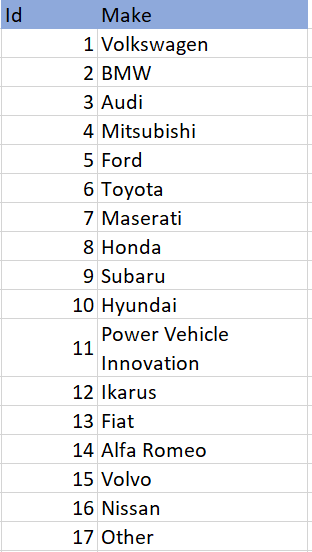 Id Make
1 Volkswagen
2 BMW
3 Audi
4 Mitsubishi
5 Ford
6 Toyota
7 Maserati
8 Honda
9 Subaru
10 Hyundai
11 Power Vehicle
Innovation
12 Ikarus
13 Fiat
14 Alfa Romeo
15 Volvo
16 Nissan
17 Other